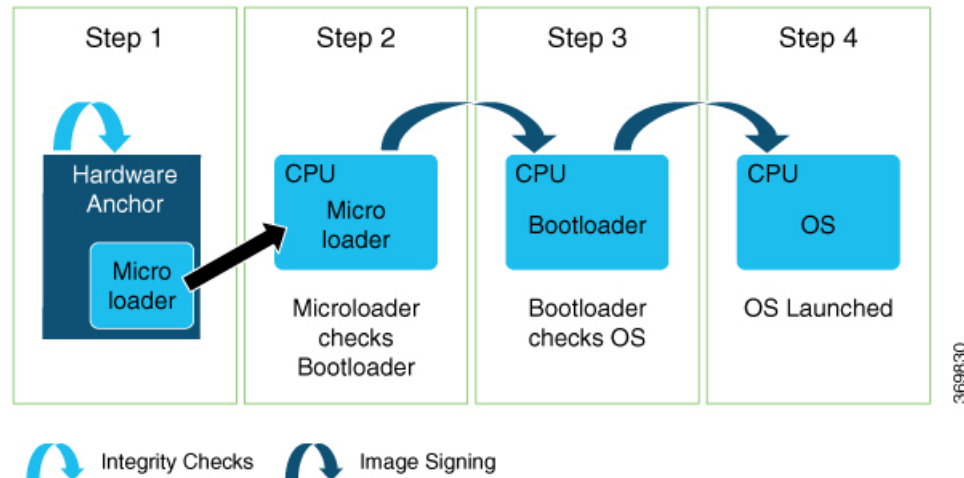 Step 1
Step 2
Step 3
Step 4
Hardware
Anchor
Micro
loader
CPU
Micro
loader
CPU
Bootloader
CPU
OS
Microloader
checks
Bootloader
Bootloader
checks OS
OS Launched
369830
Integrity Checks
Image Signing